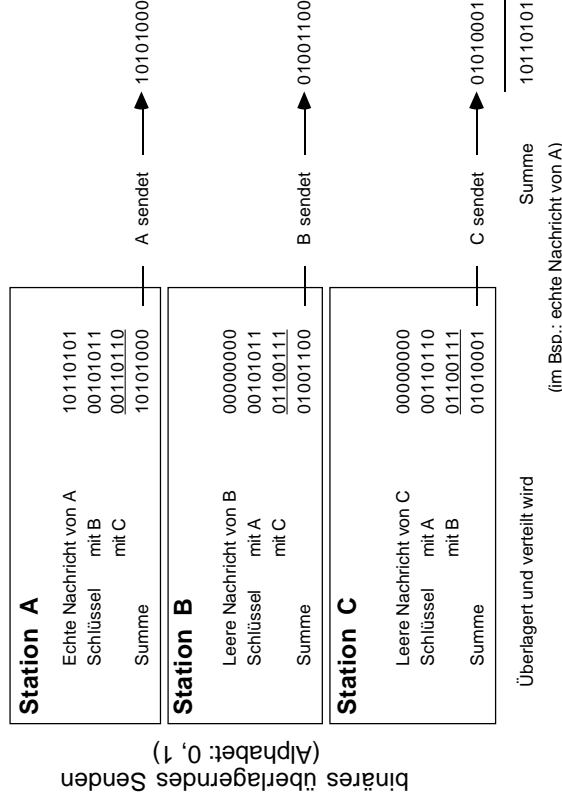 binäres überlagerndes Senden
(Alphabet: 0, 1)
Station A
Echte Nachricht von A 10110101
Schlüssel mit B 00101011
mit C 00110110
Summe 10101000
A sendet 10101000
Station B
Leere Nachricht von B 00000000
Schlüssel mit A 00101011
mit C 01100111
Summe 01001100
B sendet 01001100
Station C
Leere Nachricht von C 00000000
Schlüssel mit A 00110110
mit B 01100111
Summe 01010001
C sendet 01010001
Überlagert und verteilt wird Summe 10110101
(im Bsp.: echte Nachricht von A)